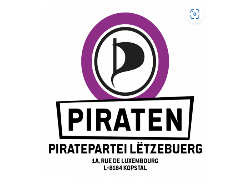 PIRATEN
PIRATEPARTEI LËTZEBUERG
1A, RUE DE LUXEMBOURG
L-8184 KOPSTAL